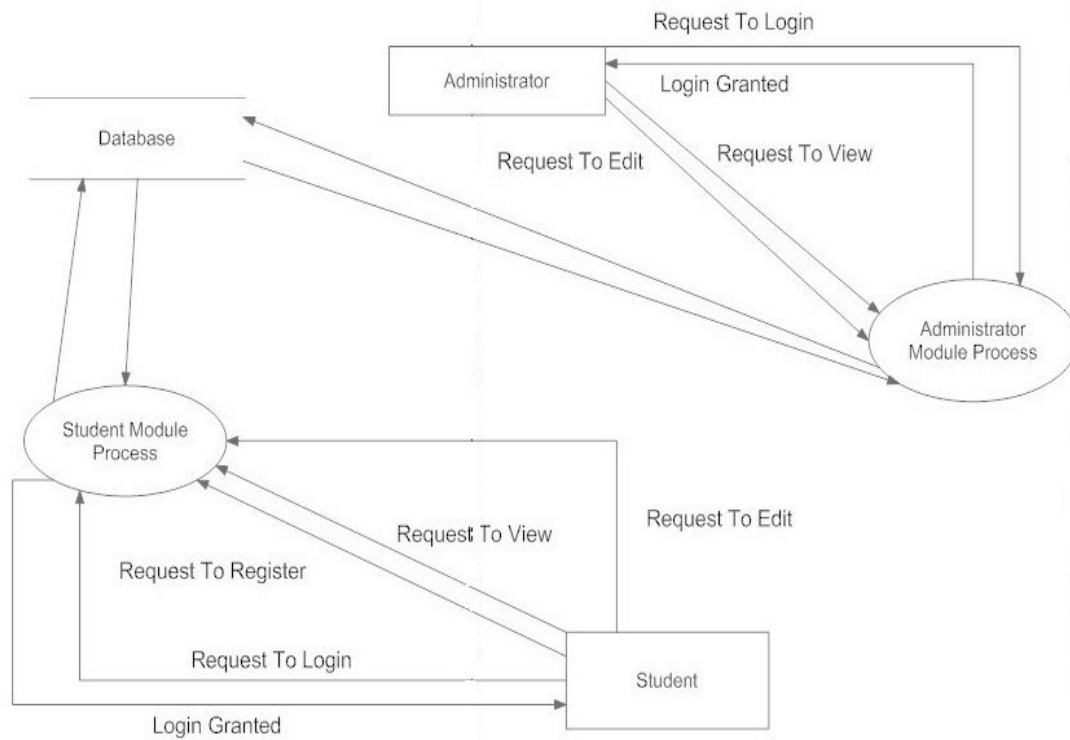 Request To Login
Administrator
Login Granted
Database
Request To Edit
Request To View
Administrator
Module Process
Student Module
Process
Request To View
Request To Edit
Request To Register
Request To Login
Student
Login Granted